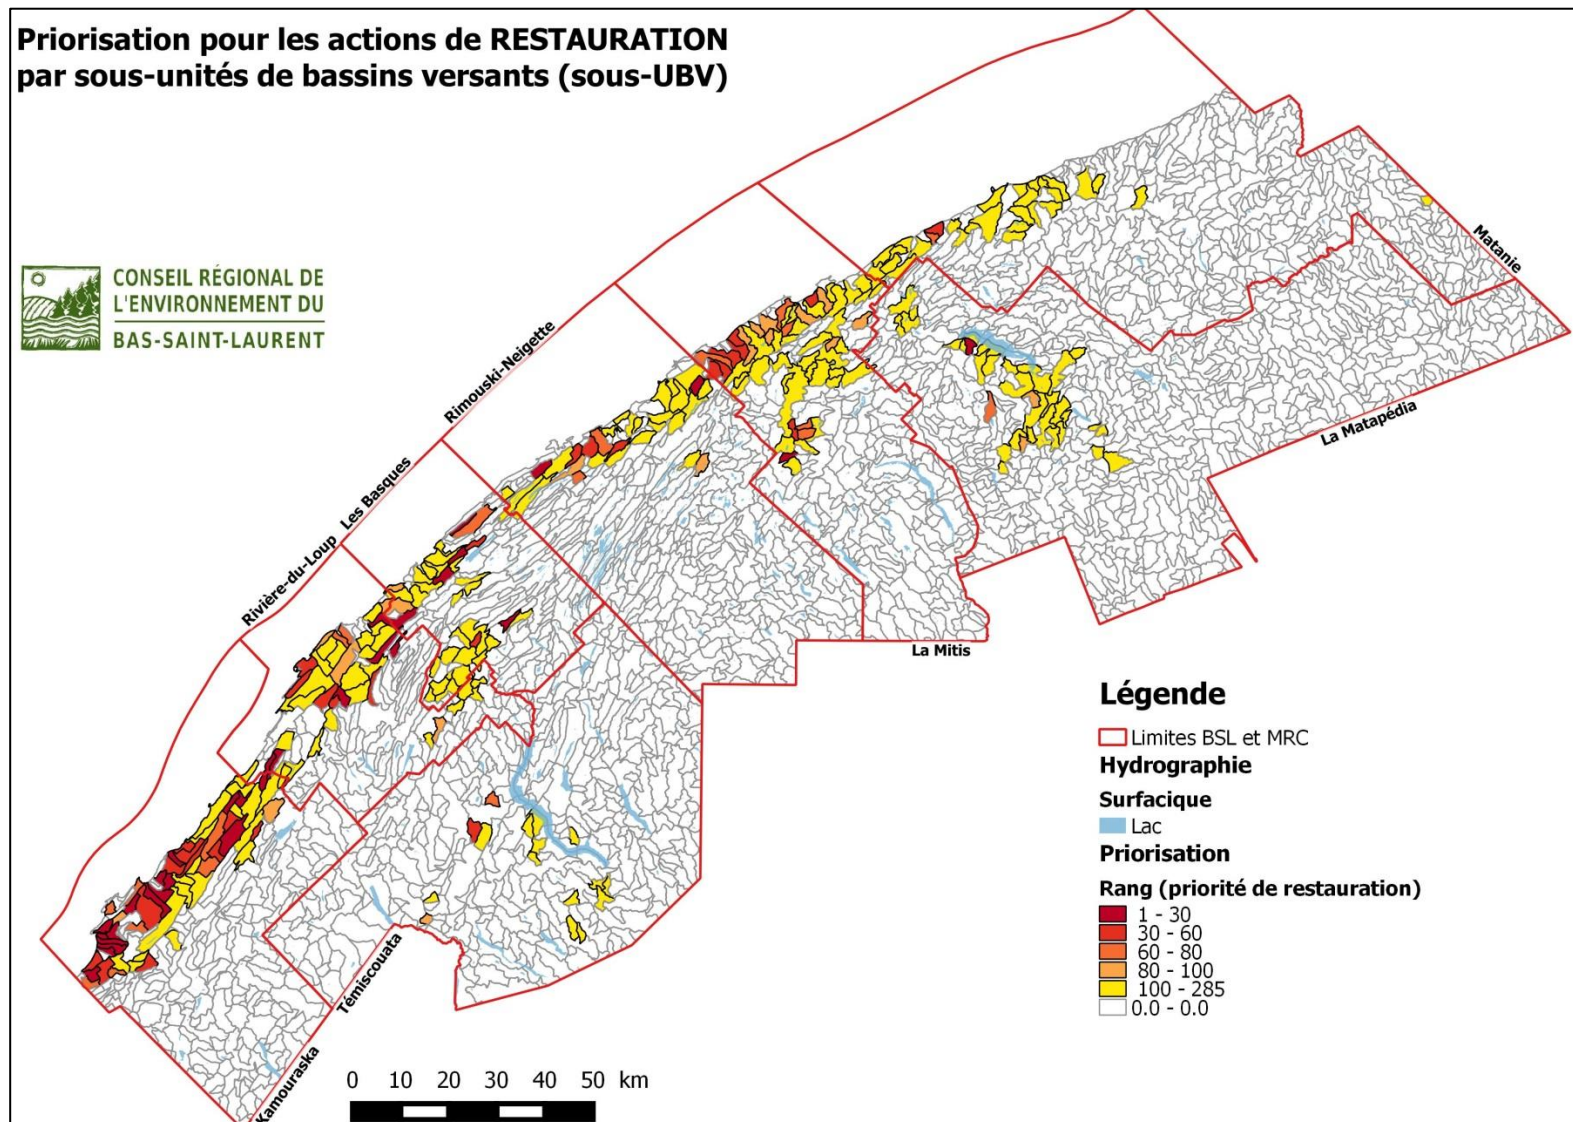 Priorisation pour les actions de RESTAURATION
par sous-unités de bassins versants (sous-UBV)
CONSEIL RÉGIONAL DE
L'ENVIRONNEMENT DU
BAS-SAINT-LAURENT
Matanie
La Matapédia
Rimouski-Neigette
Les Basques
Rivière-du-Loup
La Mitis
Témiscouata
Kamouraska
Légende
Limites BSL et MRC
Hydrographie
Surfacique
Lac
Priorisation
Rang (priorité de restauration)
1 - 30
30 - 60
60 - 80
80 - 100
100 - 285
0.0 - 0.0
0 10 20 30 40 50 km